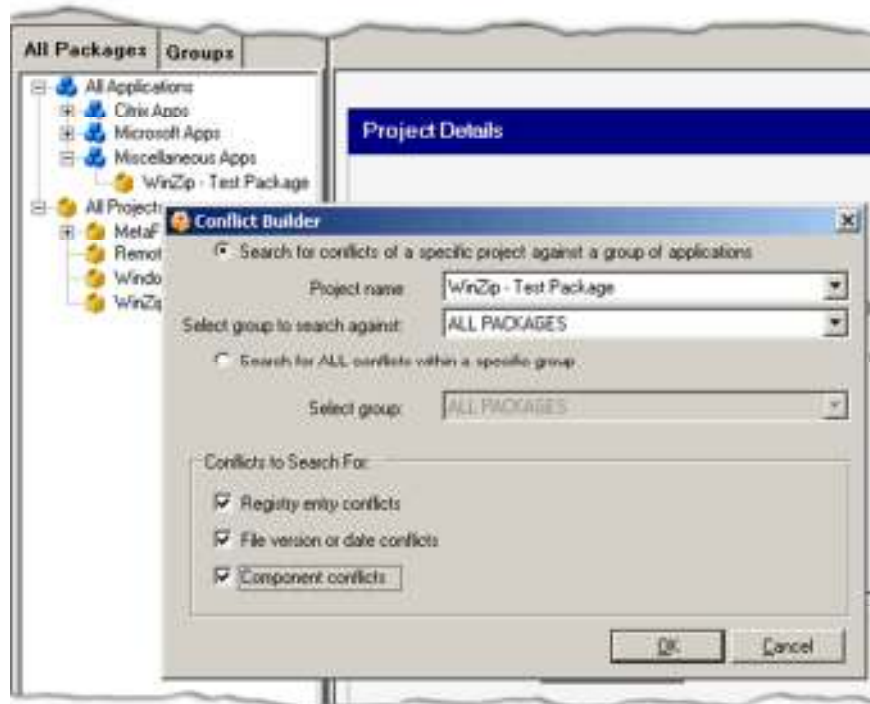 All Packages Groups
All Applications
Citrix Apps
Microsoft Apps
Miscellaneous Apps
WinZip - Test Package
All Project
MetaF
Remot
Windo
WinZip
Project Details
Conflict Builder
Search for conflicts of a specific project against a group of applications
Project name WinZip - Test Package
Select group to search against: ALL PACKAGES
Search for ALL conflicts within a specific group
Select group: ALL PACKAGES
Conflicts to Search For:
Registry entry conflicts
File version or date conflicts
Component conflicts
OK Cancel